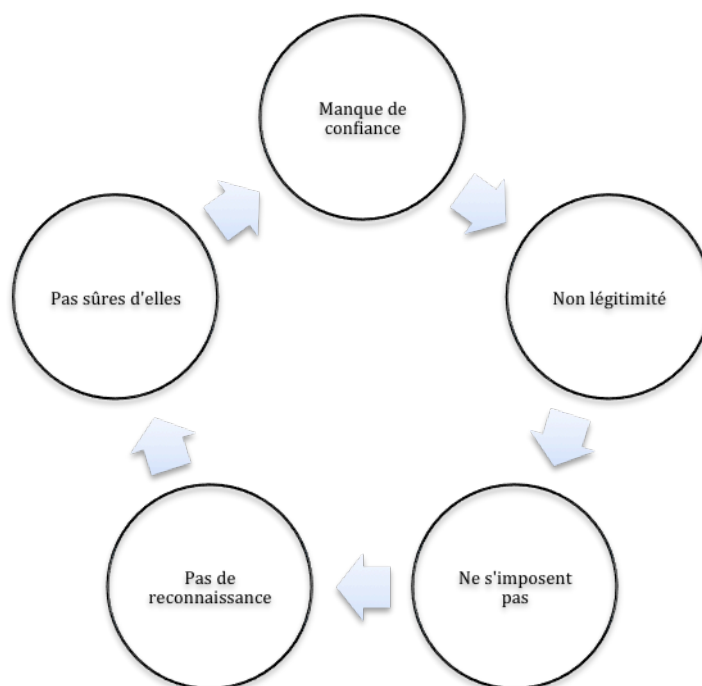 Manque de
confiance
Non légitimité
Ne s'imposent
pas
Pas de
reconnaissance
Pas sûres d'elles